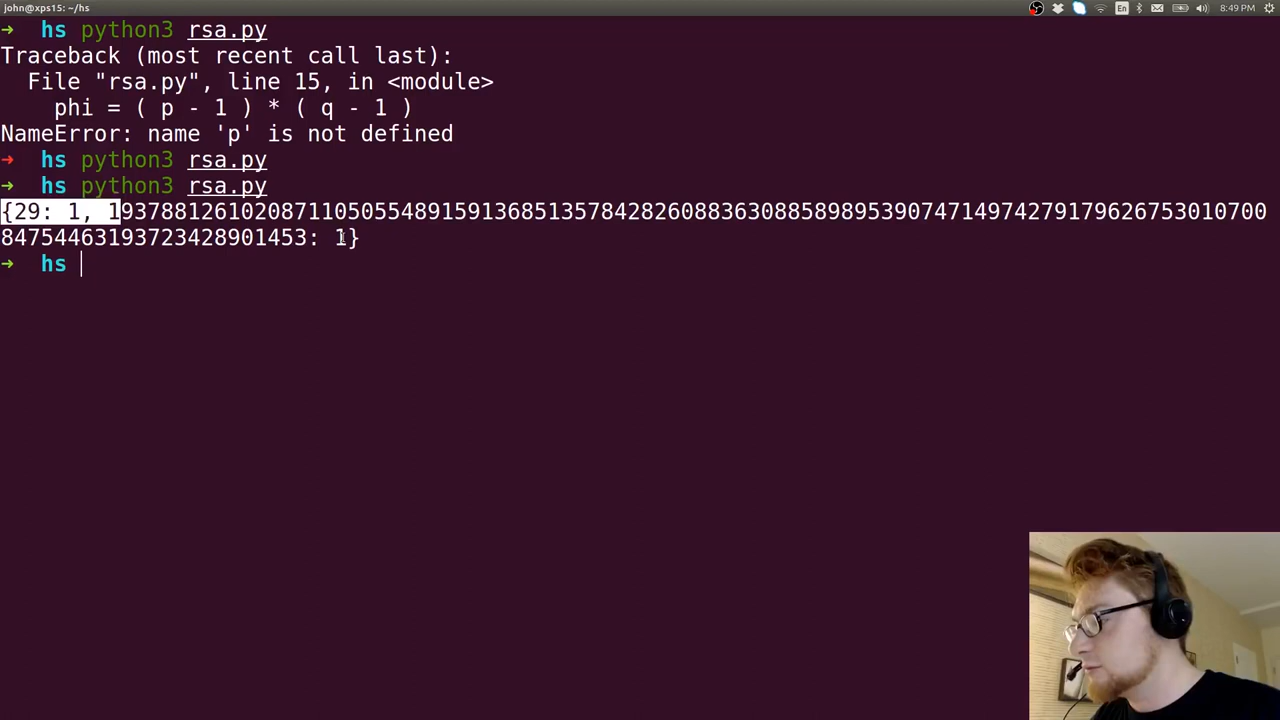 john@xps15: ~/hs
En
8:49 PM
➜ hs python3 rsa.py
Traceback (most recent call last):
File "rsa.py", line 15, in <module>
phi = ( p - 1 ) * ( q - 1 )
NameError: name 'p' is not defined
➜ hs python3 rsa.py
➜ hs python3 rsa.py
{29: 1, 193788126102087110505548915913685135784282608836308858989539074714974279179626753010700
84754463193723428901453: 1}
➜ hs